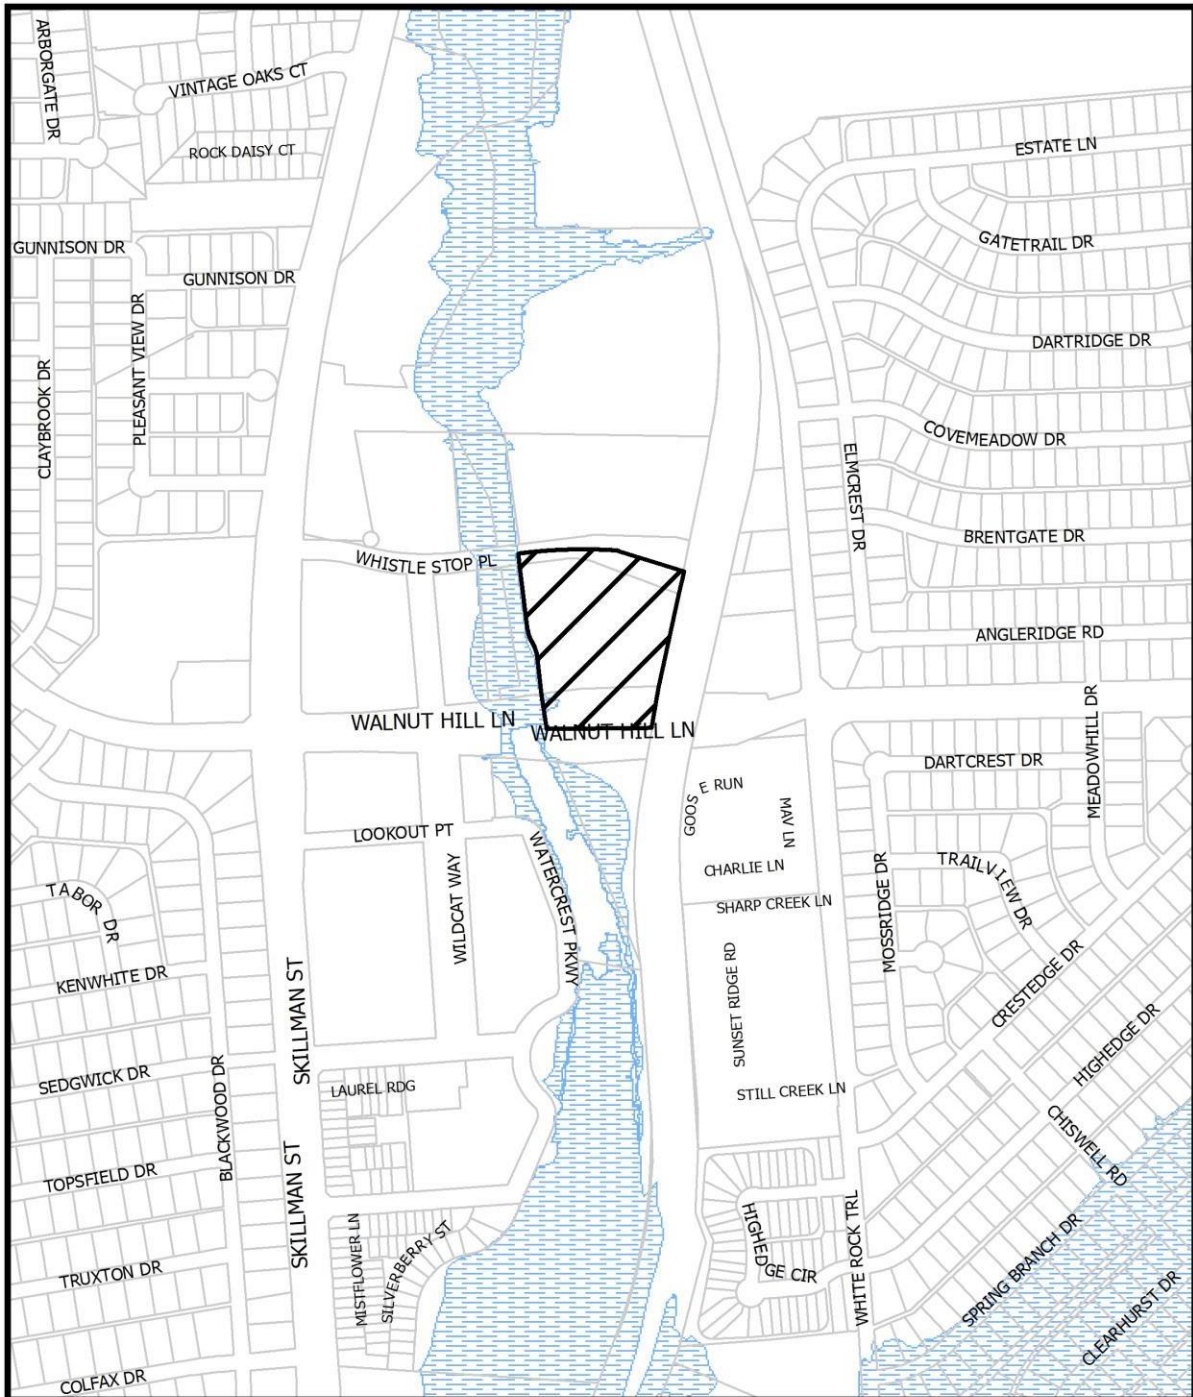 ARBORGATE DR
VINTAGE OAKS CT
ROCK DAISY CT
ESTATE LN
GUNNISON DR
GUNNISON DR
GATETRAIL DR
PLEASANT VIEW DR
DARTRIDGE DR
CLAYBROOK DR
COVEMEADOW DR
ELMCREST DR
BRENTGATE DR
WHISTLE STOP PL
ANGLERIDGE RD
MEADOWHILL DR
WALNUT HILL LN
WALNUT HILL LN
DARTCREST DR
GOOSE RUN
MAV LN
LOOKOUT PT
WILDCAT WAY
WATERCREST PKWY
CHARLIE LN
SHARP CREEK LN
MOSSRIDGE DR
TRAILVIEW DR
TABOR DR
KENWHITE DR
SKILLMAN ST
SUNSET RIDGE RD
CRESTEDGE DR
HIGHEDGE DR
SEDGWICK DR
BLACKWOOD DR
LAUREL RDG
STILL CREEK LN
CHISWELL RD
TOPSFIELD DR
SKILLMAN ST
MISTFLOWER LN
SILVERBERRY ST
HIGHEDGE CIR
WHITE ROCK TRL
SPRING BRANCH DR
CLEARHURST DR
TRUXTON DR
COLFAX DR